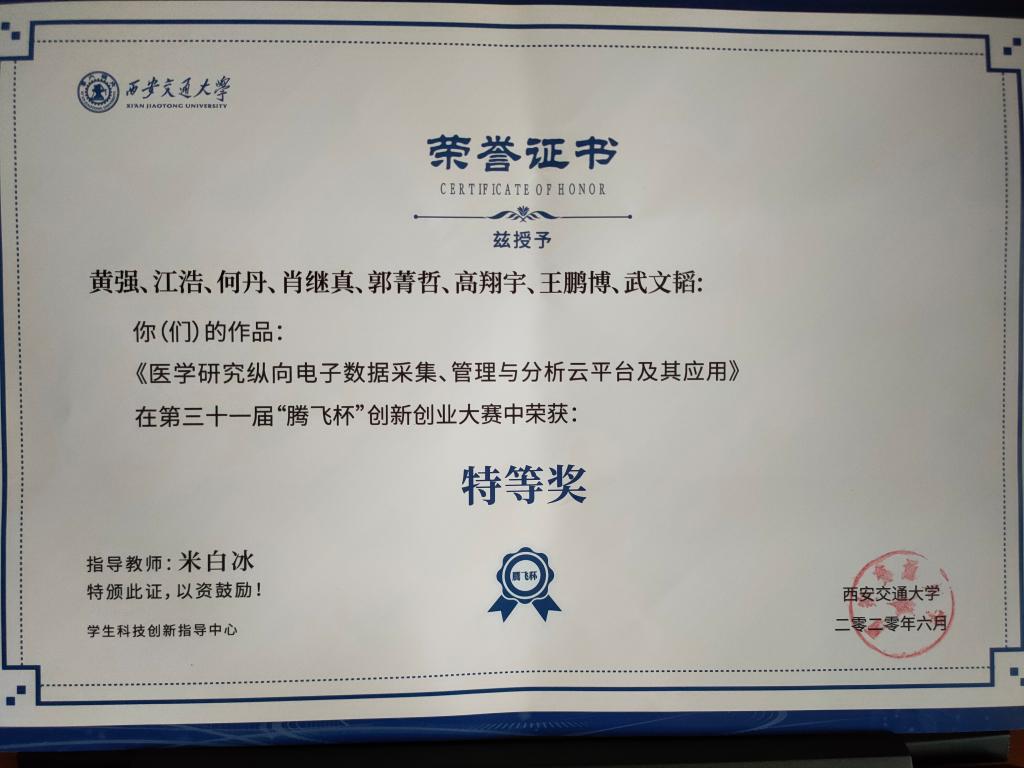 西安交通大学
XI'AN JIAOTONG UNIVERSITY
荣誉证书
CERTIFICATE OF HONOR
兹授予
黄强、江浩、何丹、肖继真、郭菁哲、高翔宇、王鹏博、武文韬:
你(们)的作品:
《医学研究纵向电子数据采集、管理与分析云平台及其应用》
在第三十一届“腾飞杯”创新创业大赛中荣获:
特等奖
指导教师: 米白冰
特颁此证, 以资鼓励!
学生科技创新指导中心
腾飞杯
西安交通大学
二零二零年六月